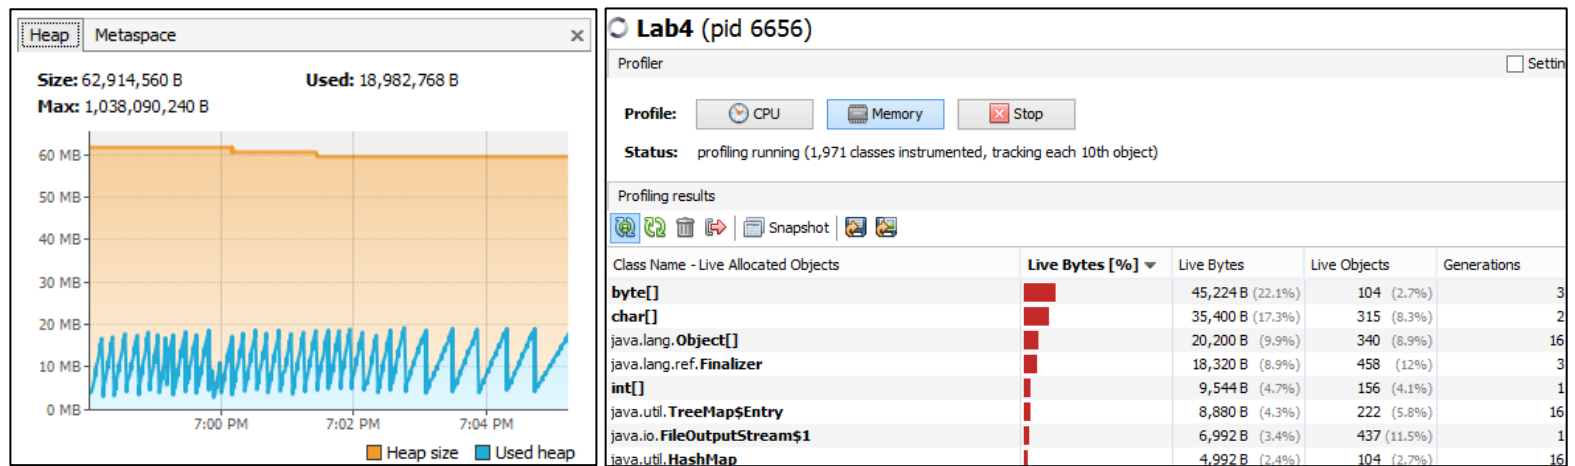 Heap Metaspace ×
Size: 62,914,560 B Used: 18,982,768 B
Max: 1,038,090,240 B
60 MB
50 MB
40 MB
30 MB
20 MB
10 MB
0 MB
7:00 PM 7:02 PM 7:04 PM
Heap size Used heap
Lab4 (pid 6656)
Profiler Settin
Profile: CPU Memory Stop
Status: profiling running (1,971 classes instrumented, tracking each 10th object)
Profiling results
Snapshot
Class Name - Live Allocated Objects Live Bytes [%] Live Bytes Live Objects Generations
byte[] 45,224 B (22.1%) 104 (2.7%) 3
char[] 35,400 B (17.3%) 315 (8.3%) 2
java.lang.Object[] 20,200 B (9.9%) 340 (8.9%) 16
java.lang.ref.Finalizer 18,320 B (8.9%) 458 (12%) 3
int[] 9,544 B (4.7%) 156 (4.1%) 1
java.util.TreeMap$Entry 8,880 B (4.3%) 222 (5.8%) 16
java.io.FileOutputStream$1 6,992 B (3.4%) 437 (11.5%) 1
java.util.HashMap 4,992 B (2.4%) 104 (2.7%) 16